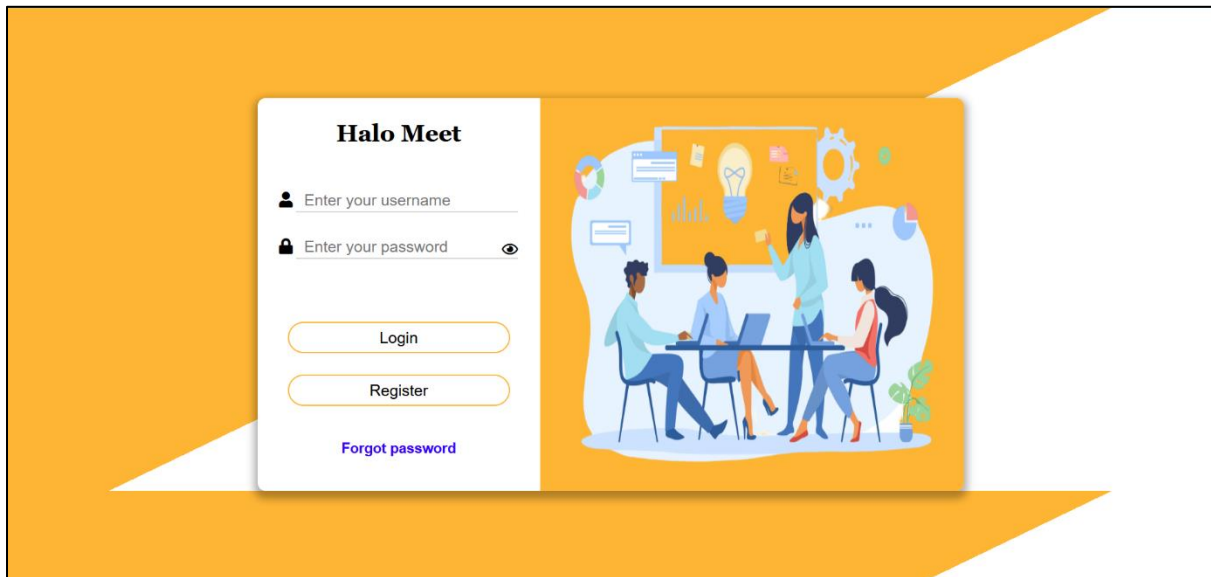 Halo Meet
Enter your username
Enter your password
Login
Register
Forgot password